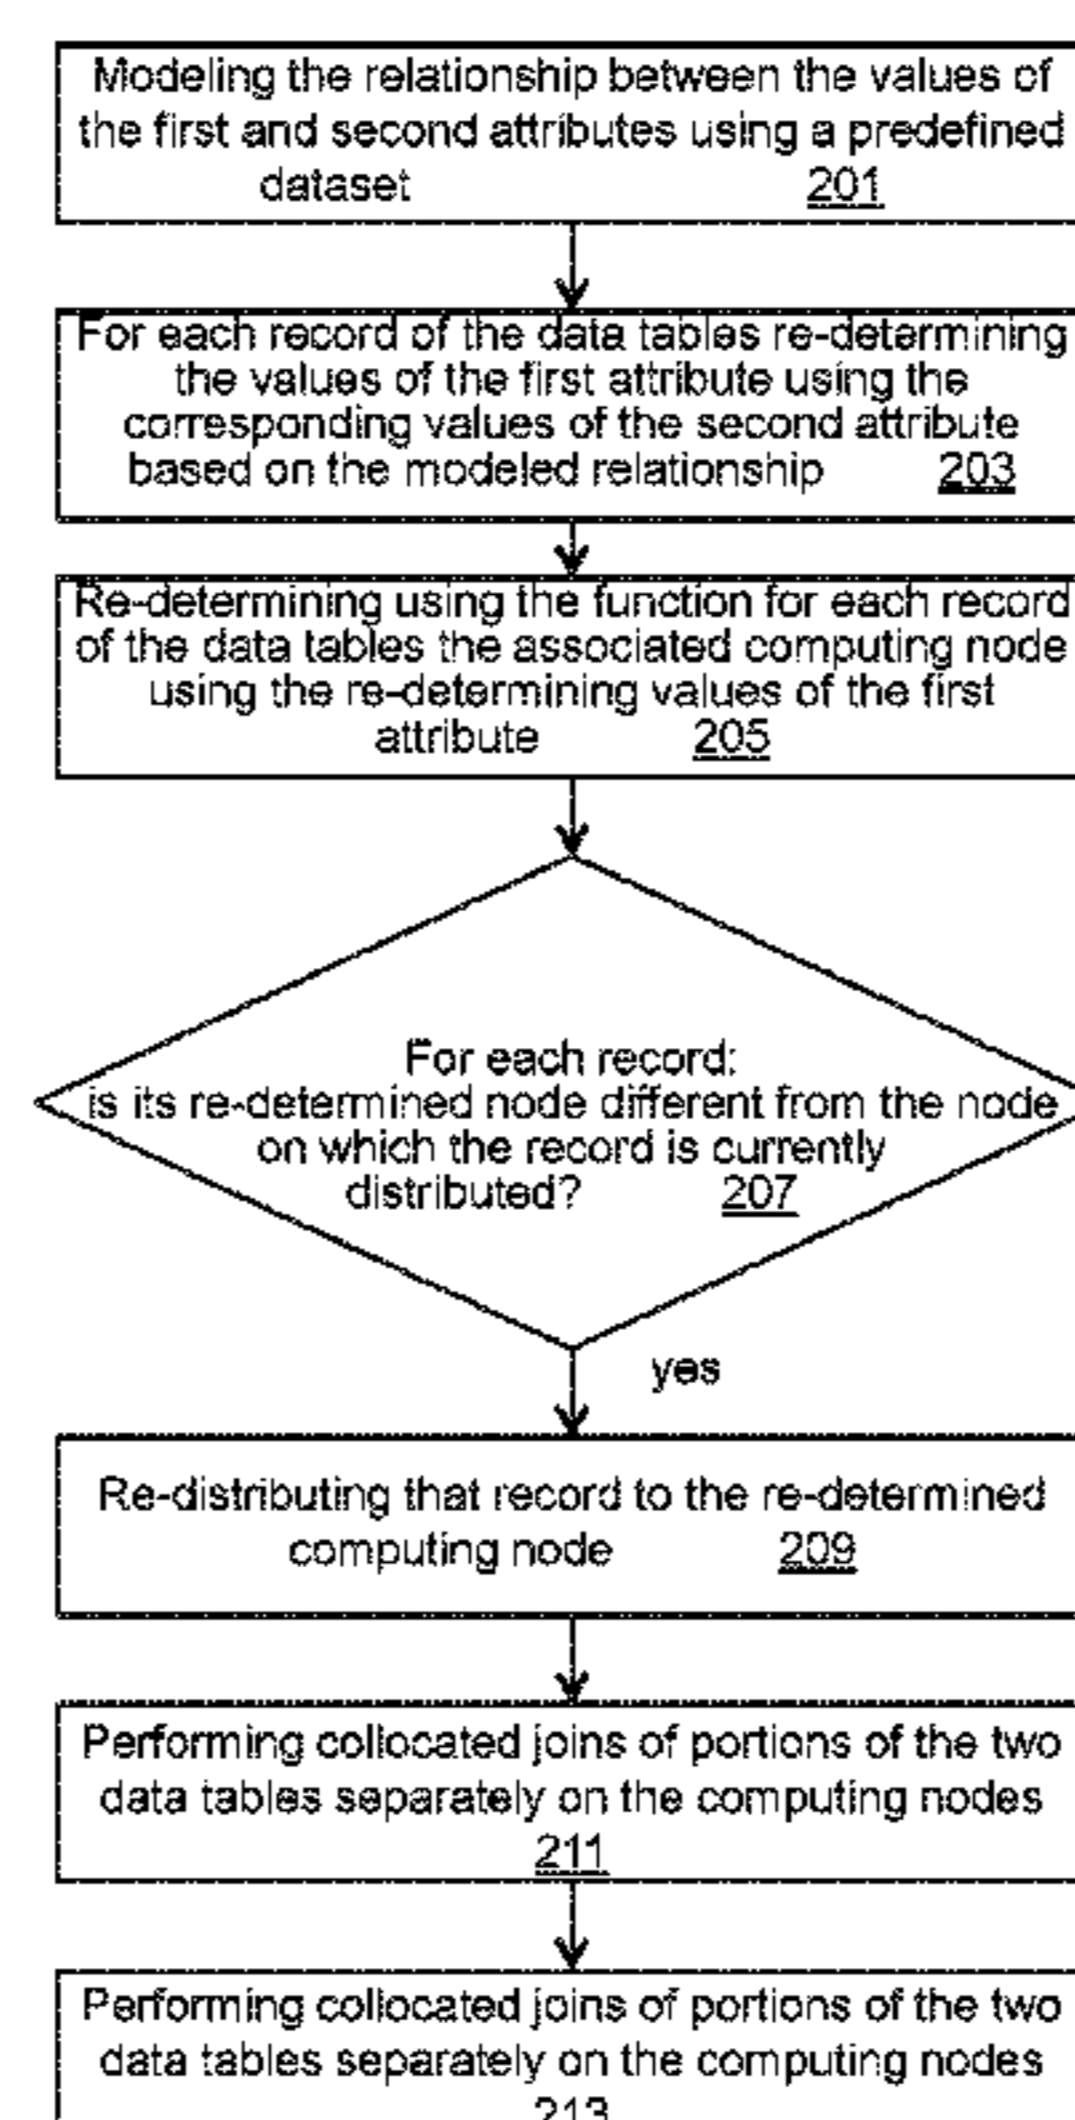 Modeling the relationship between the values of
the first and second attributes using a predefined
dataset 201
For each record of the data tables re-determining
the values of the first attribute using the
corresponding values of the second attribute
based on the modeled relationship 203
Re-determining using the function for each record
of the data tables the associated computing node
using the re-determining values of the first
attribute 205
For each record:
is its re-determined node different from the node
on which the record is currently
distributed? 207
yes
Re-distributing that record to the re-determined
computing node 209
Performing collocated joins of portions of the two
data tables separately on the computing nodes
211
Performing collocated joins of portions of the two
data tables separately on the computing nodes
213